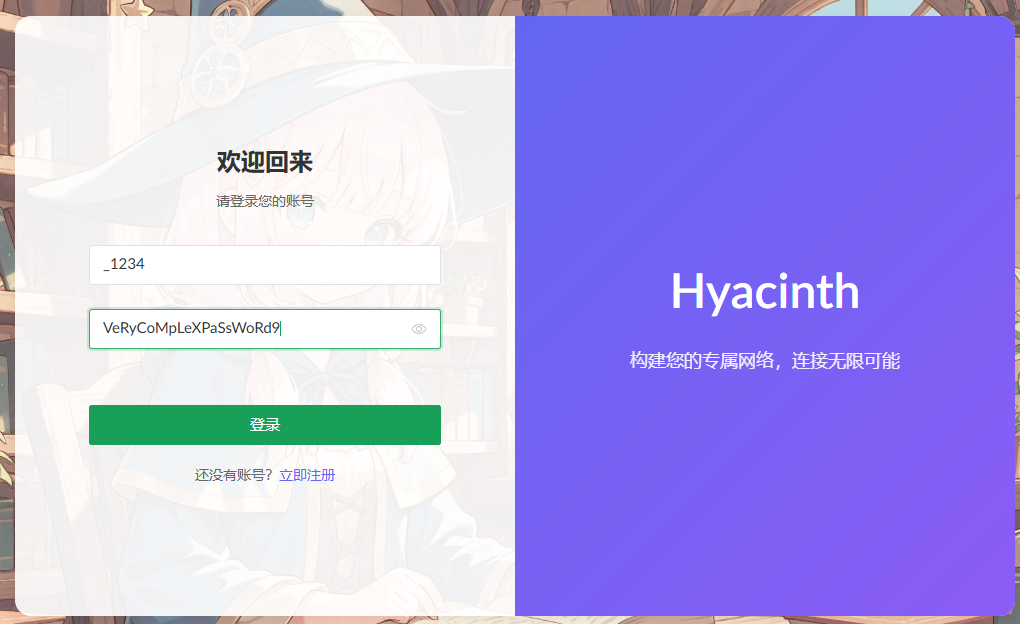 欢迎回来
请登录您的账号
_1234
VeRyCoMpLeXPaSsWoRd9
登录
还没有账号？立即注册
Hyacinth
构建您的专属网络，连接无限可能